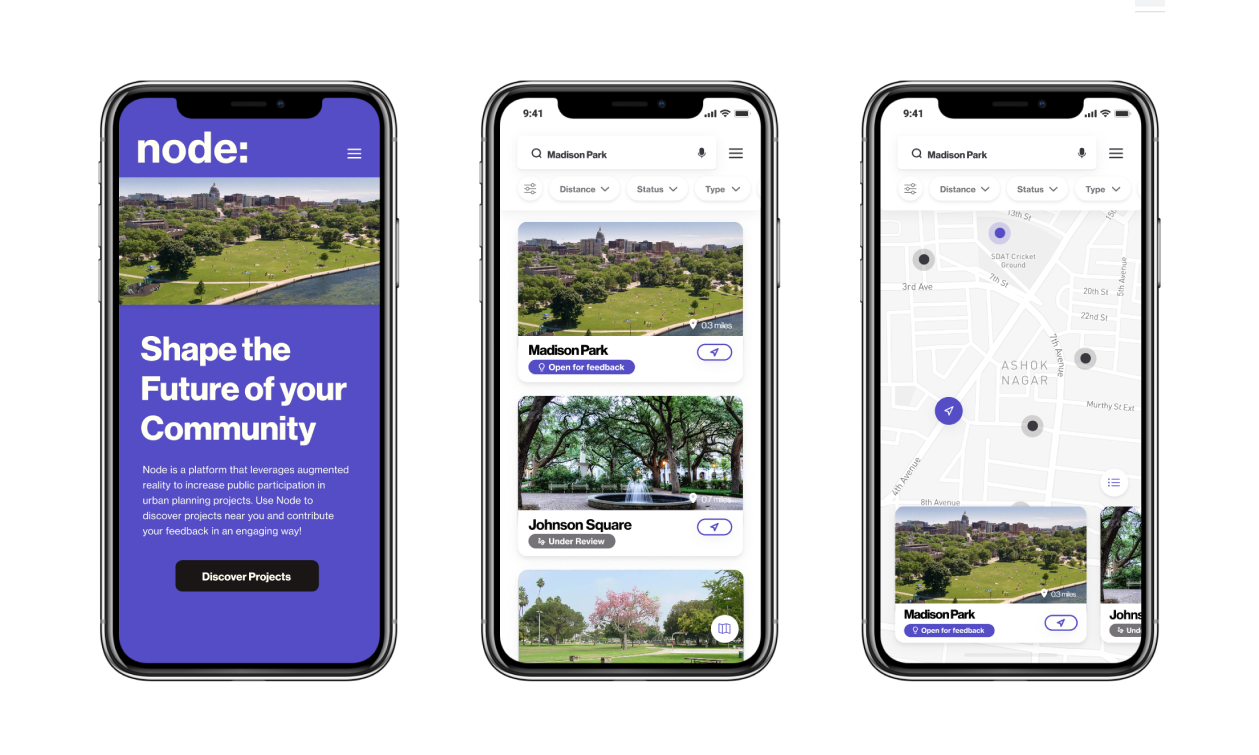 node:
Shape the
Future of your
Community
Node is a platform that leverages augmented
reality to increase public participation in
urban planning projects. Use Node to
discover projects near you and contribute
your feedback in an engaging way!
Discover Projects
9:41
Madison Park
Distance
Status
Type
0.3 miles
Madison Park
Open for feedback
0.7 miles
Johnson Square
Under Review
9:41
Madison Park
Distance
Status
Type
13th St
15t
SDAT Cricket
Ground
7th St
5th Avenue
3rd Ave
20th St
22nd St
7th Avenue
ASHOK
NAGAR
Murthy St Ext
4th Avenue
8th Avenue
0.3 miles
Madison Park
Open for feedback
Johns
Und